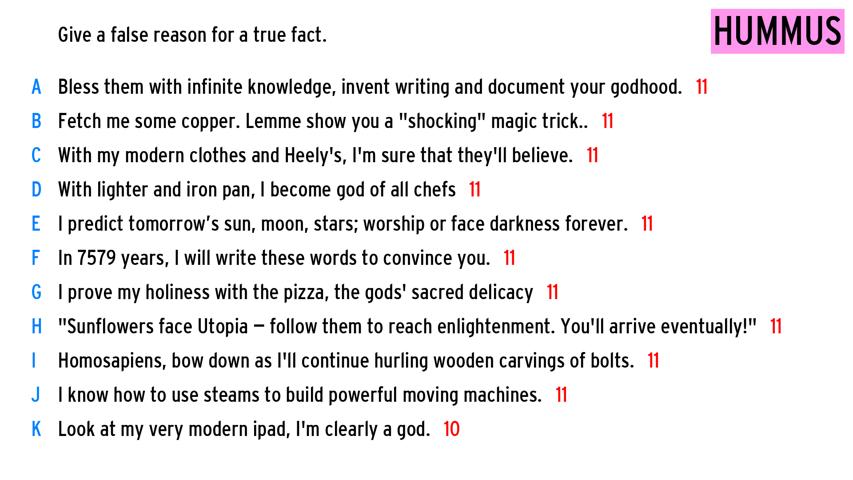 Give a false reason for a true fact.
HUMMUS
A Bless them with infinite knowledge, invent writing and document your godhood. 11
B Fetch me some copper. Lemme show you a "shocking" magic trick.. 11
C With my modern clothes and Heely's, I'm sure that they'll believe. 11
D With lighter and iron pan, I become god of all chefs 11
E I predict tomorrow's sun, moon, stars; worship or face darkness forever. 11
F In 7579 years, I will write these words to convince you. 11
G I prove my holiness with the pizza, the gods' sacred delicacy 11
H "Sunflowers face Utopia – follow them to reach enlightenment. You'll arrive eventually!" 11
I Homosapiens, bow down as I'll continue hurling wooden carvings of bolts. 11
J I know how to use steams to build powerful moving machines. 11
K Look at my very modern ipad, I'm clearly a god. 10